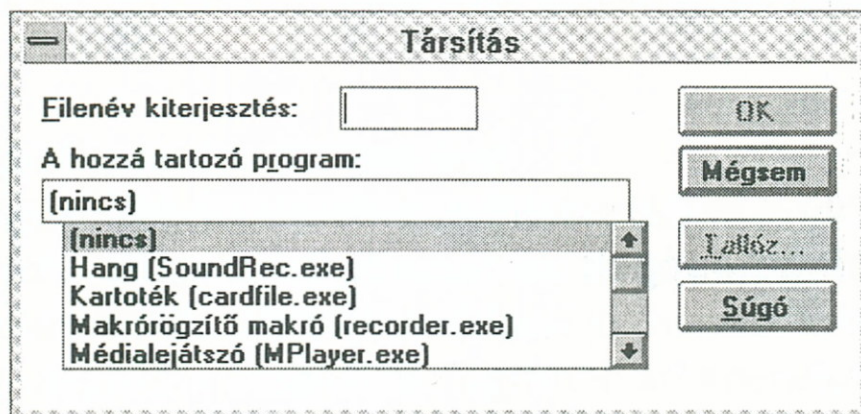 Társítás
Filenév kiterjesztés:
OK
A hozzá tartozó program:
Mégsem
(nincs)
(nincs)
Hang (SoundRec.exe)
Tallóz...
Kartoték (cardfile.exe)
Makrórögzítő makró (recorder.exe)
Súgó
Médialejátszó (MPlayer.exe)